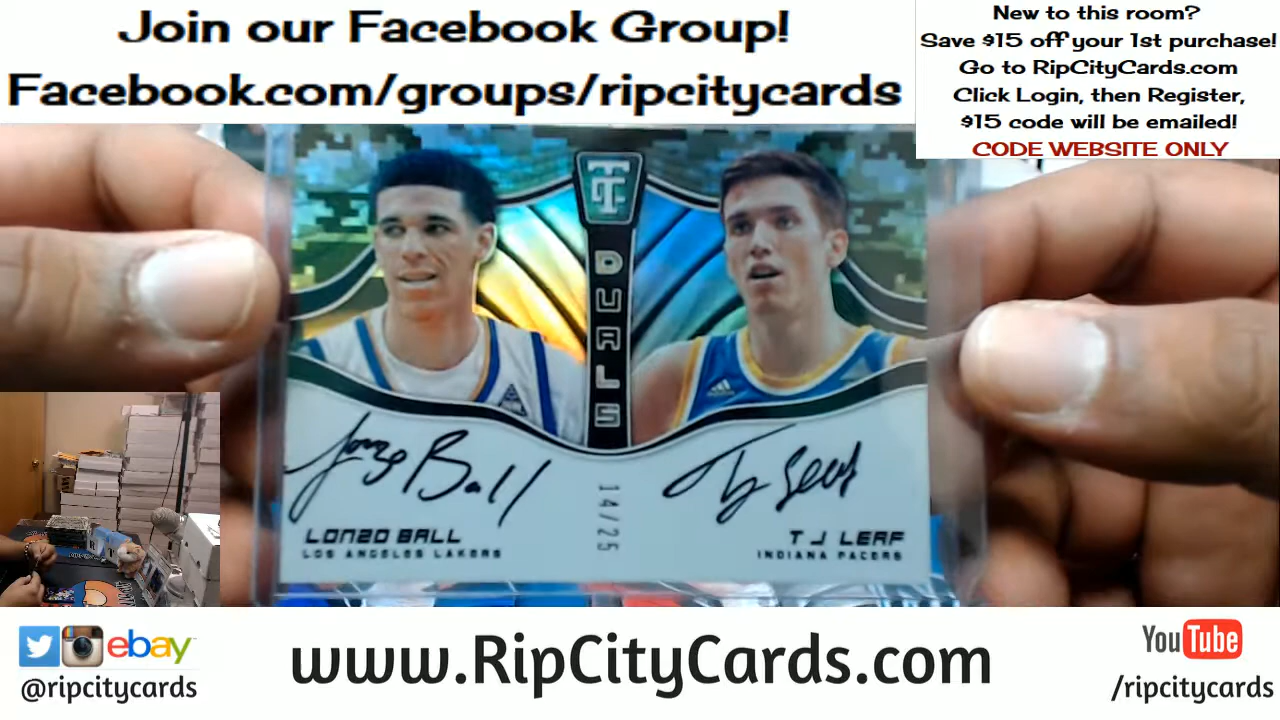 Join our Facebook Group!
Facebook.com/groups/ripcitycards
New to this room?
Save $15 off your 1st purchase!
Go to RipCityCards.com
Click Login, then Register,
$15 code will be emailed!
CODE WEBSITE ONLY
DUALS
Lonzo Ball
14/25
LONZO BALL
LOS ANGELES LAKERS
T J LEAF
INDIANA PACERS
ebay
@ripcitycards
www.RipCityCards.com
YouTube
/ripcitycards